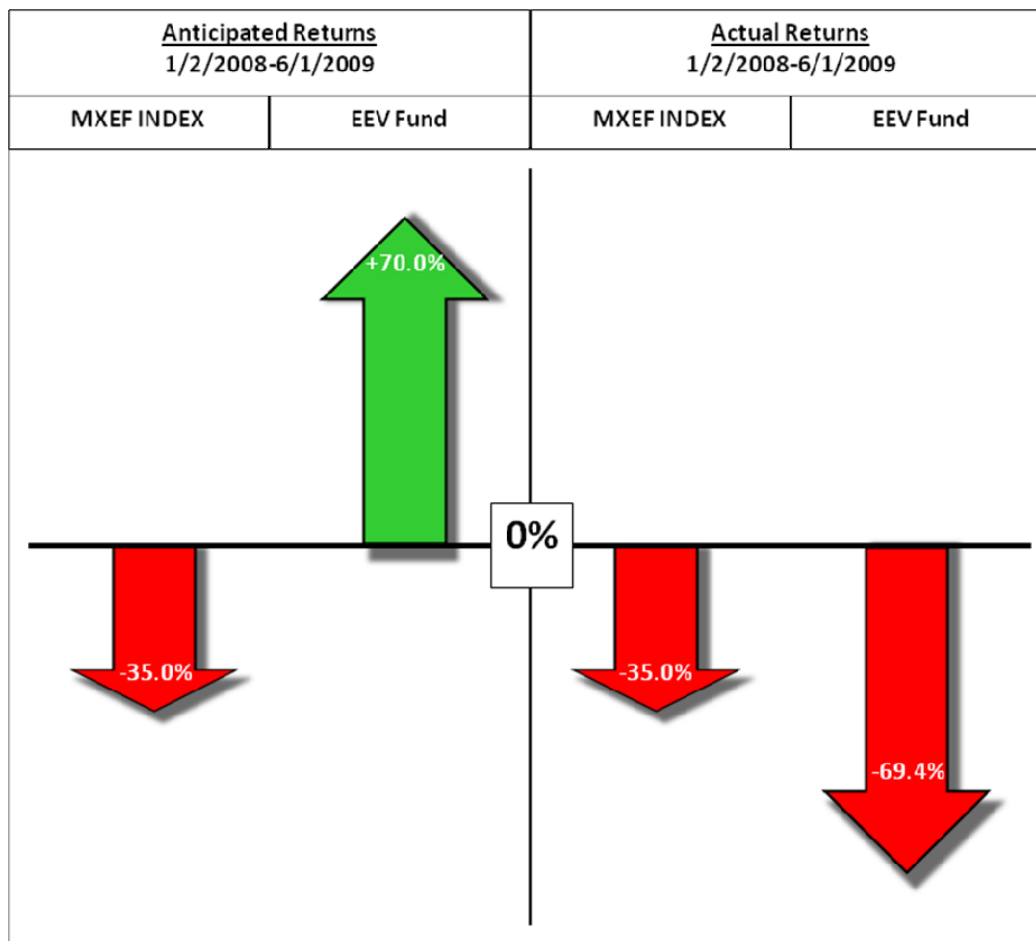 Anticipated Returns
1/2/2008-6/1/2009
Actual Returns
1/2/2008-6/1/2009
MXEF INDEX
EEV Fund
MXEF INDEX
EEV Fund
+70.0%
0%
-35.0%
-35.0%
-69.4%